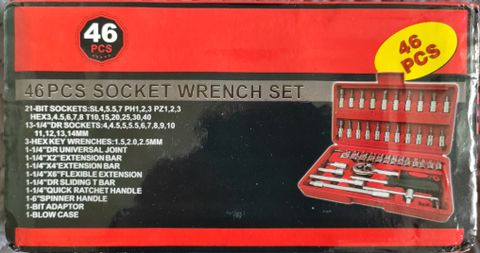 46
PCS
46
PCS
46PCS SOCKET WRENCH SET
21-BIT SOCKETS:SL4,5.5,7 PH1,2,3 PZ1,2,3
HEX3,4,5,6,7,8 T10,15,20,25,30,40
13-1/4"DR SOCKETS:4,4.5,5,5.5,6,7,8,9,10
11,12,13,14MM
3-HEX KEY WRENCHES:1.5,2.0,2.5MM
1-1/4"DR UNIVERSAL JOINT
1-1/4"X2"EXTENSION BAR
1-1/4"X4"EXTENSION BAR
1-1/4"X6"FLEXIBLE EXTENSION
1-1/4"DR SLIDING T BAR
1-1/4"QUICK RATCHET HANDLE
1-6"SPINNER HANDLE
1-BIT ADAPTOR
1-BLOW CASE